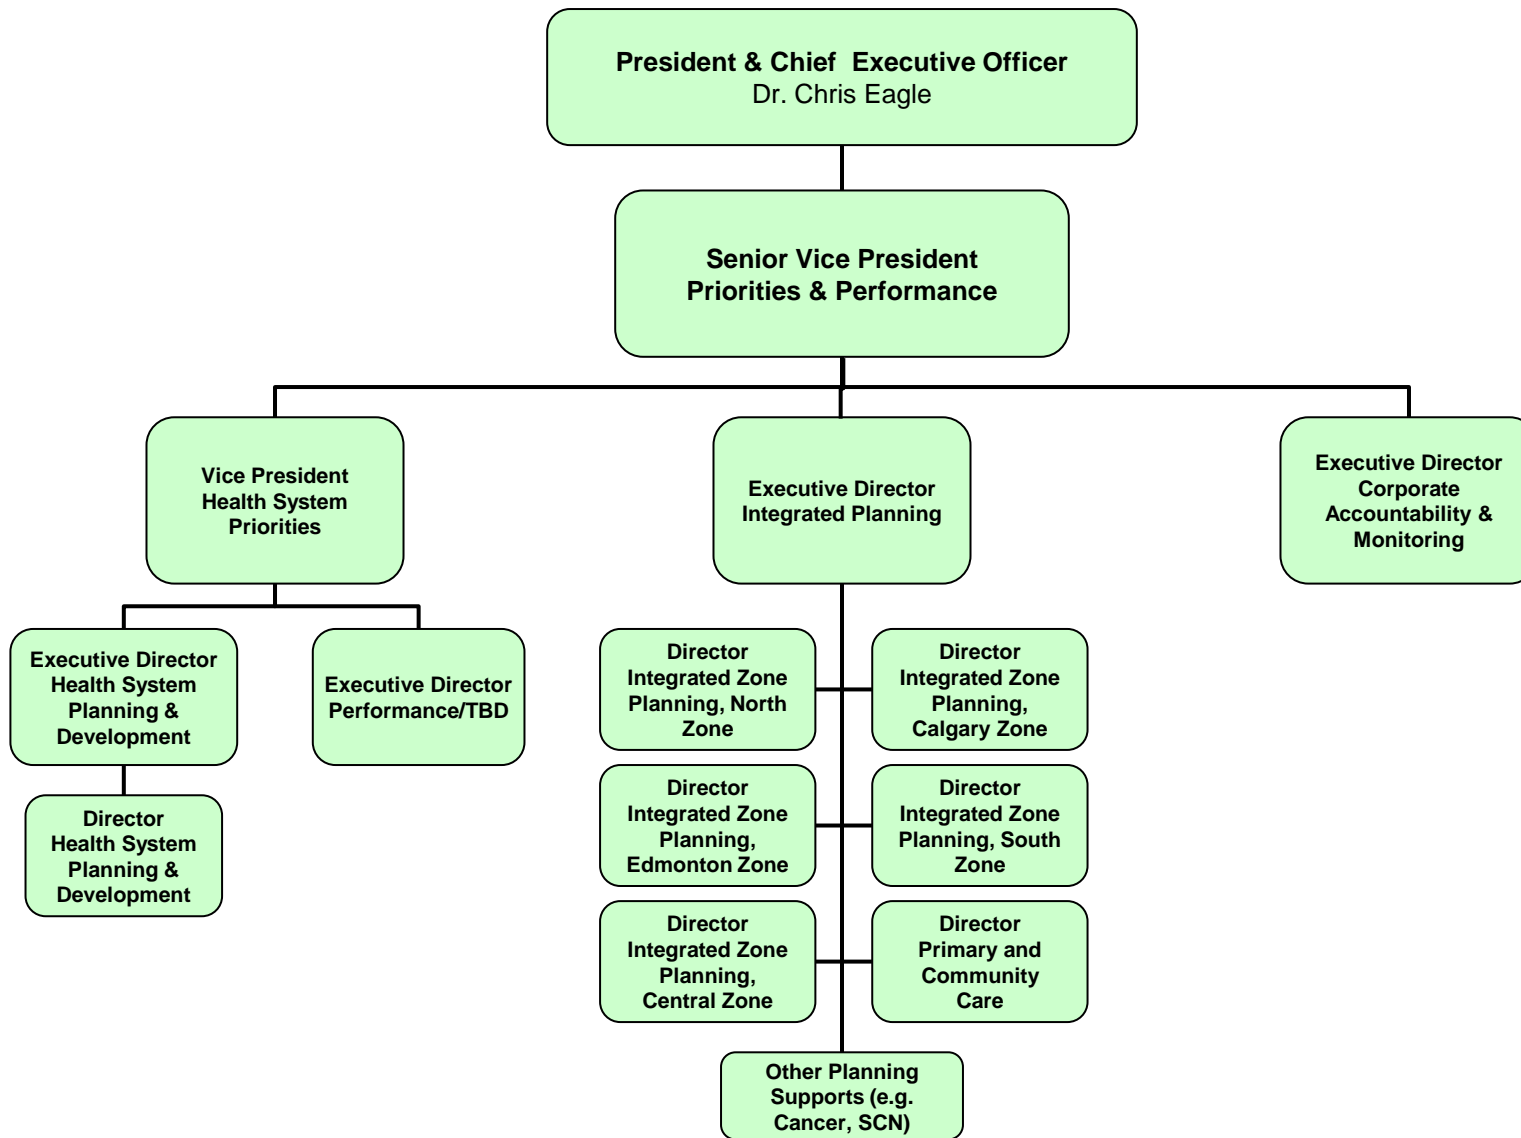 President & Chief Executive Officer
Dr. Chris Eagle
Senior Vice President
Priorities & Performance
Vice President
Health System
Priorities
Executive Director
Integrated Planning
Executive Director
Corporate
Accountability &
Monitoring
Executive Director
Health System
Planning &
Development
Executive Director
Performance/TBD
Director
Health System
Planning &
Development
Director
Integrated Zone
Planning, North
Zone
Director
Integrated Zone
Planning,
Calgary Zone
Director
Integrated Zone
Planning,
Edmonton Zone
Director
Integrated Zone
Planning, South
Zone
Director
Integrated Zone
Planning,
Central Zone
Director
Primary and
Community
Care
Other Planning
Supports (e.g.
Cancer, SCN)